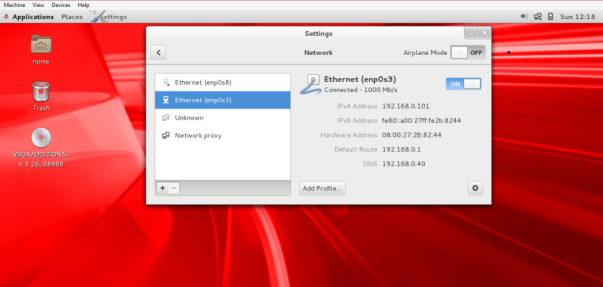 Machine View Devices Help
Applications Places Settings
Sun 12:18
Settings
Network
Airplane Mode
OFF
home
Trash
VBOXADDITIONS_
4.3.26_98988
Ethernet (enp0s8)
Ethernet (enp0s3)
Unknown
Network proxy
Ethernet (enp0s3)
Connected - 1000 Mb/s
ON
IPv4 Address 192.168.0.101
IPv6 Address fe80::a00:27ff:fe2b:8244
Hardware Address 08:00:27:2B:82:44
Default Route 192.168.0.1
DNS 192.168.0.40
Add Profile...